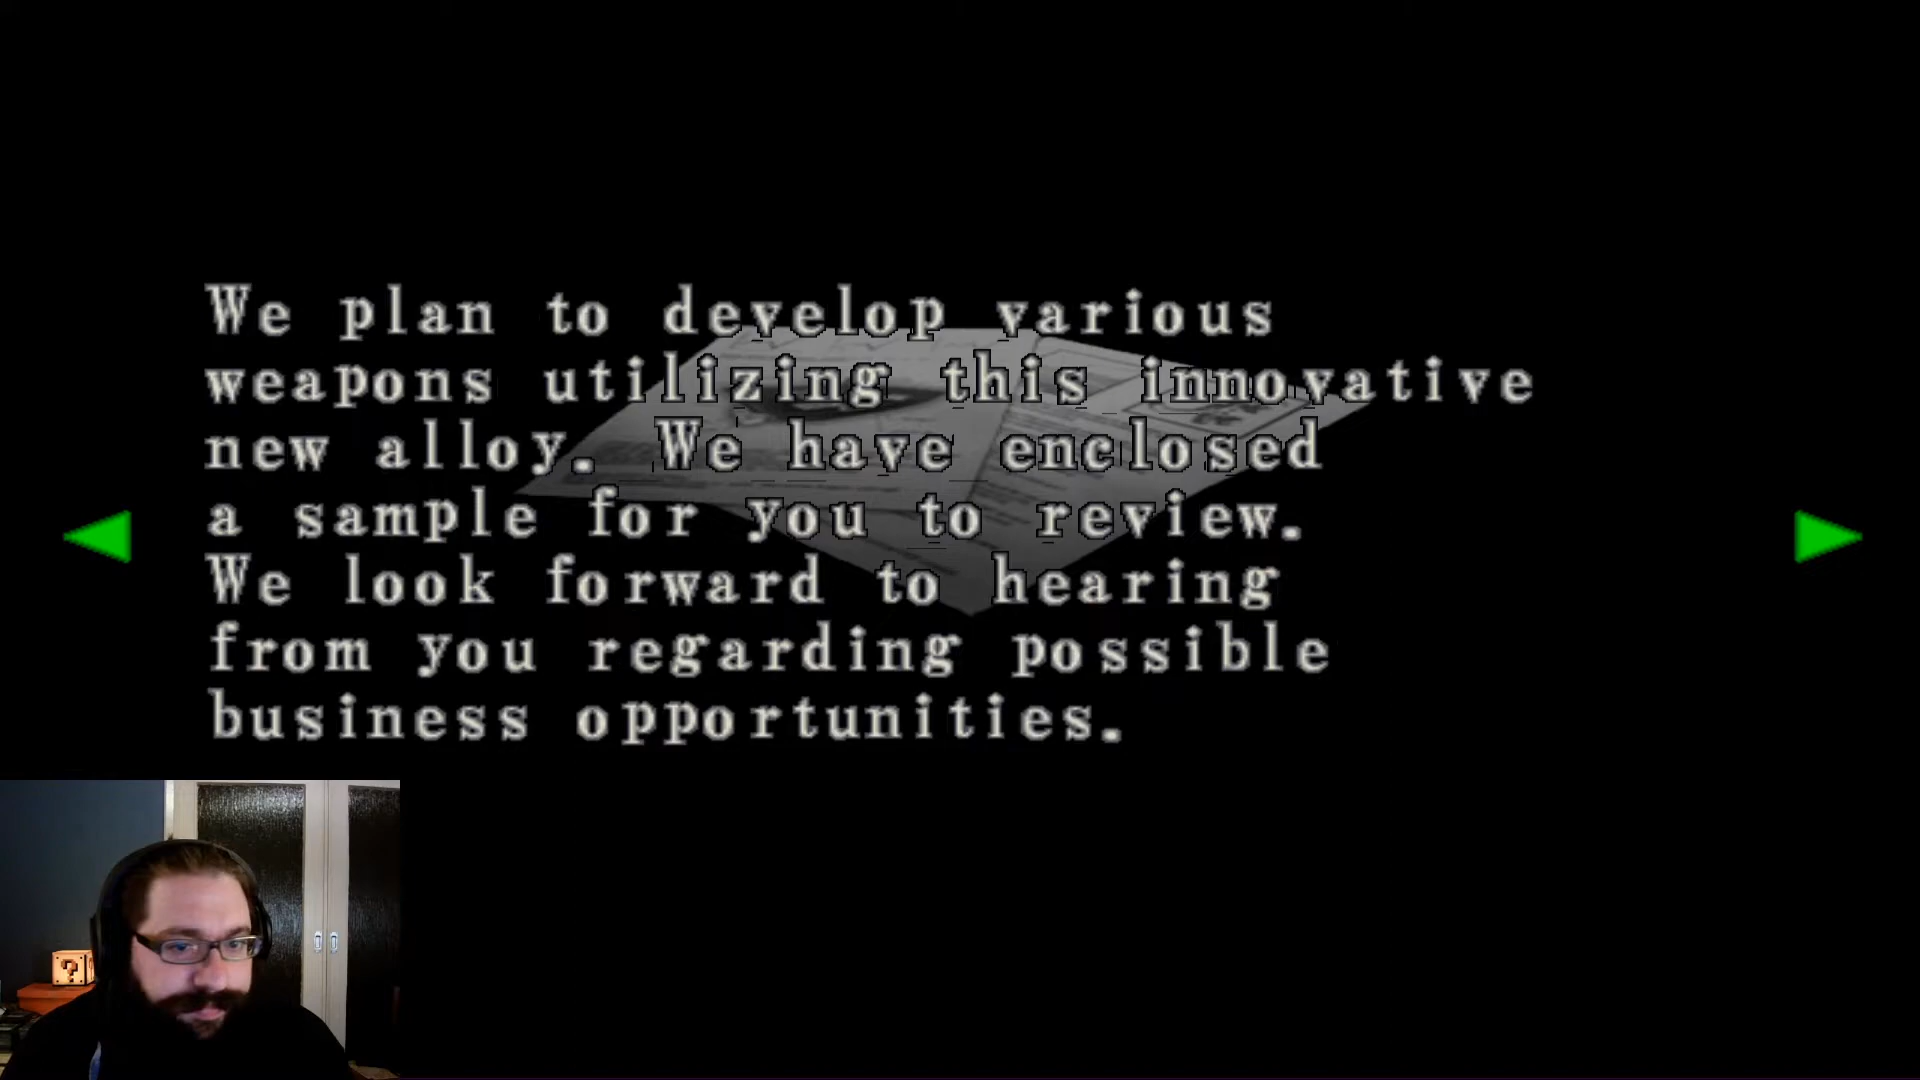 We plan to develop various
weapons utilizing this innovative
new alloy. We have enclosed
a sample for you to review.
We look forward to hearing
from you regarding possible
business opportunities.
?